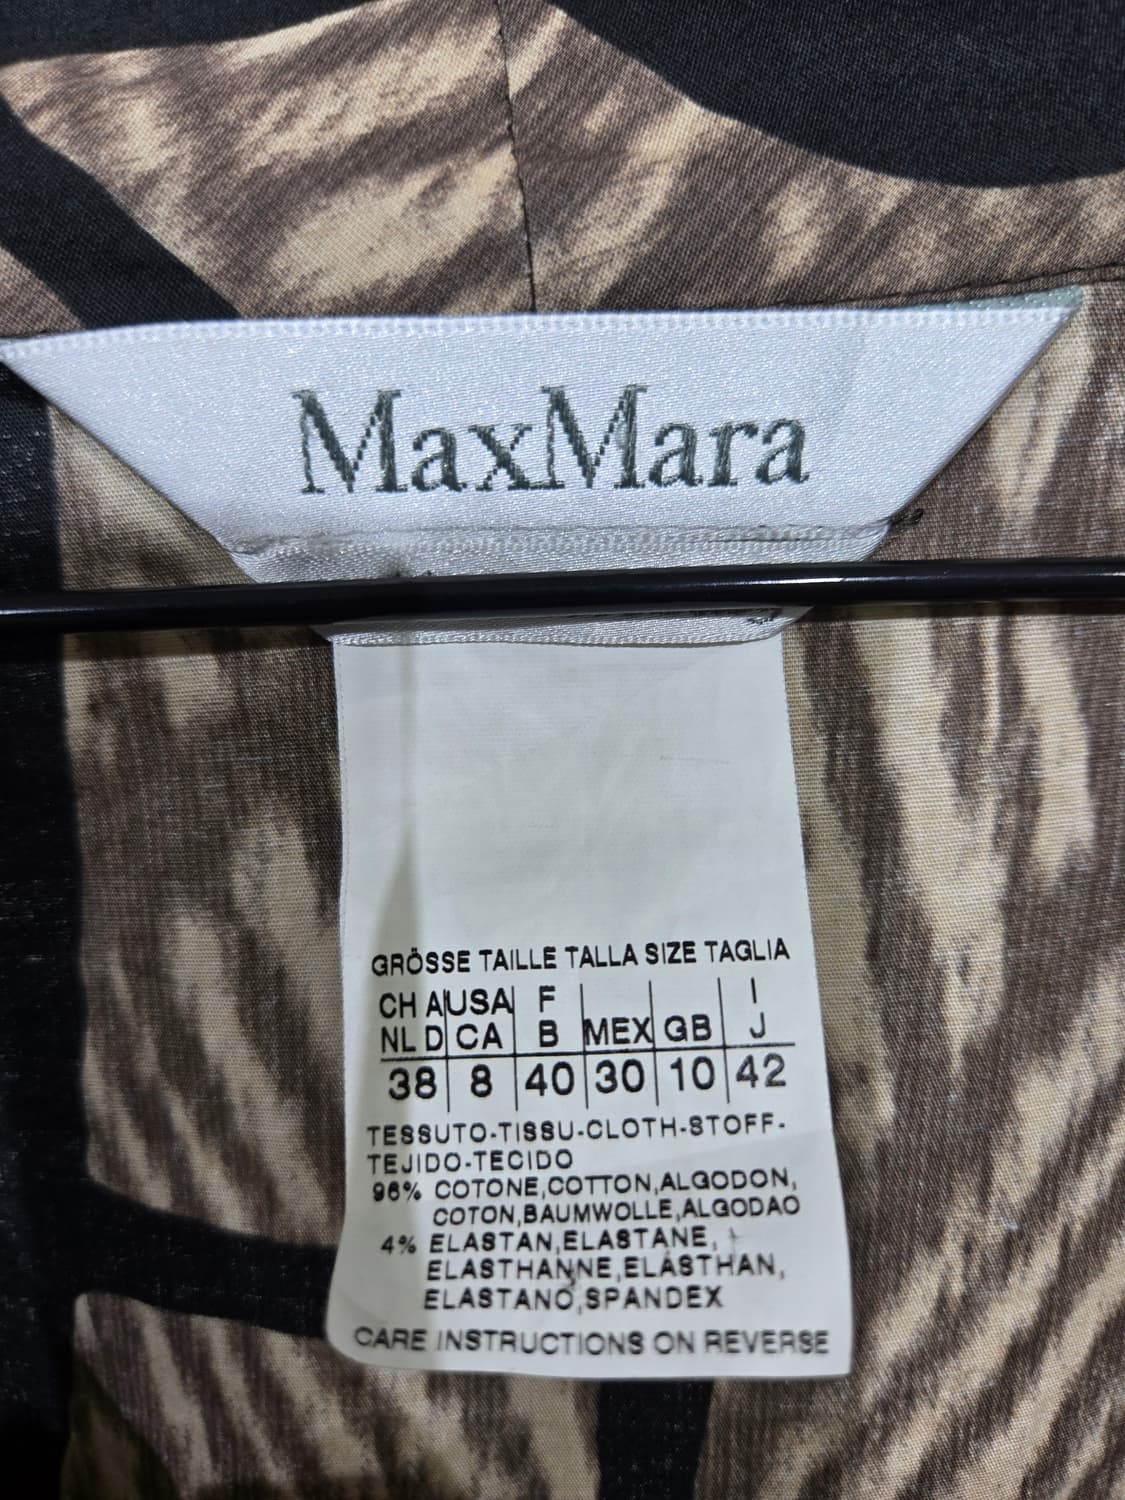 MaxMara
GRÖSSE TAILLE TALLA SIZE TAGLIA
CH A USA F I
NL D CA B MEX GB J
38 8 40 30 10 42
TESSUTO-TISSU-CLOTH-STOFF-
TEJIDO-TECIDO
96% COTONE,COTTON,ALGODON,
COTON,BAUMWOLLE,ALGODAO
4% ELASTAN,ELASTANE,
ELASTHANNE,ELASTHAN,
ELASTANO,SPANDEX
CARE INSTRUCTIONS ON REVERSE